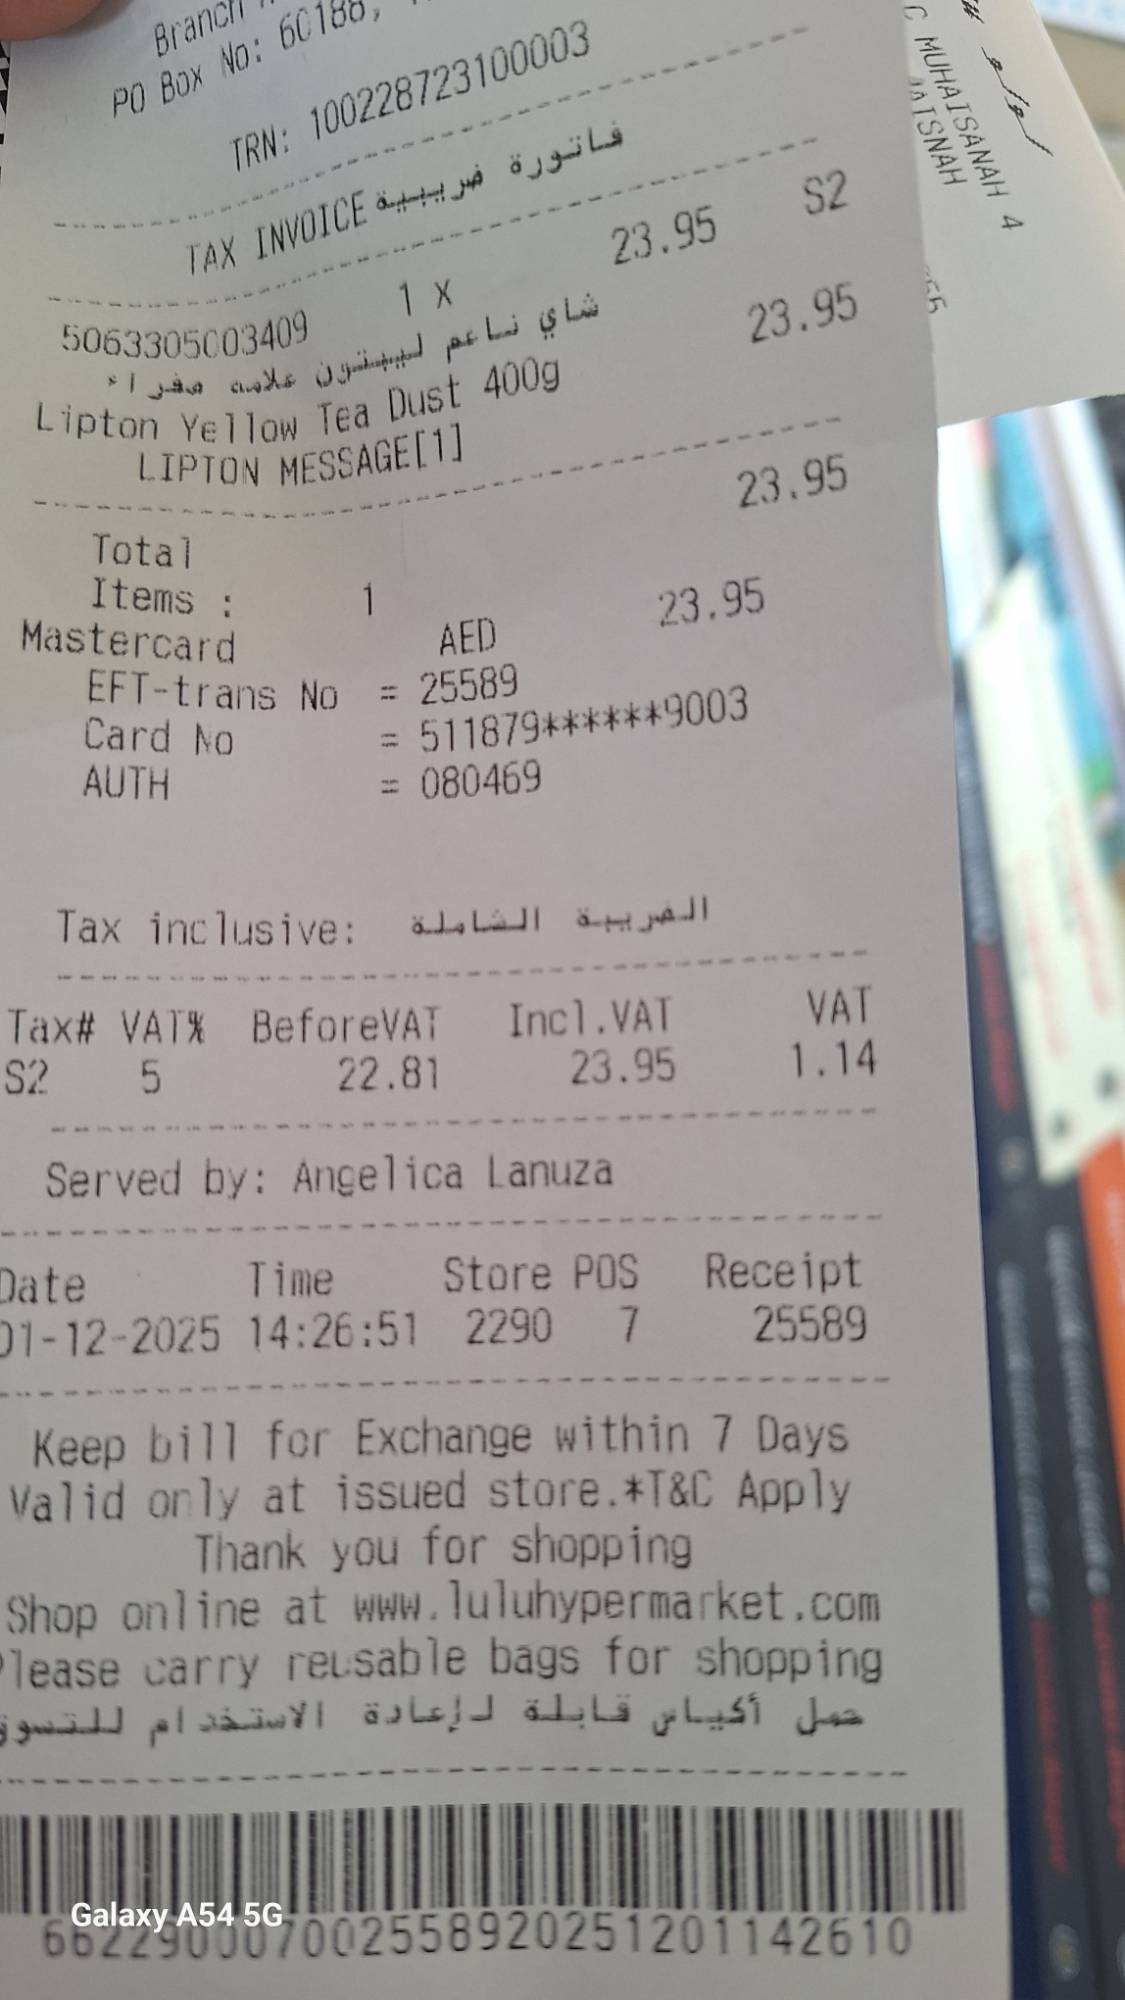 Branch
PO Box No: 60188,
TRN: 100228723100003
TAX INVOICE فاتورة ضريبية
5063305003409 1 X 23.95 S2
شاي ناعم ليبتون علامه صفراء 23.95
Lipton Yellow Tea Dust 400g
LIPTON MESSAGE[1]
Total 23.95
Items : 1
Mastercard AED 23.95
EFT-trans No = 25589
Card No = 511879******9003
AUTH = 080469
Tax inclusive: الضريبة الشاملة
Tax# VAT% BeforeVAT Incl.VAT VAT
S2 5 22.81 23.95 1.14
Served by: Angelica Lanuza
Date Time Store POS Receipt
01-12-2025 14:26:51 2290 7 25589
Keep bill for Exchange within 7 Days
Valid only at issued store.*T&C Apply
Thank you for shopping
Shop online at www.luluhypermarket.com
Please carry reusable bags for shopping
حمل أكياس قابلة لإعادة الاستخدام للتسوق
Galaxy A54 5G
662290007002558920251201142610
لولو
C MUHAISANAH 4